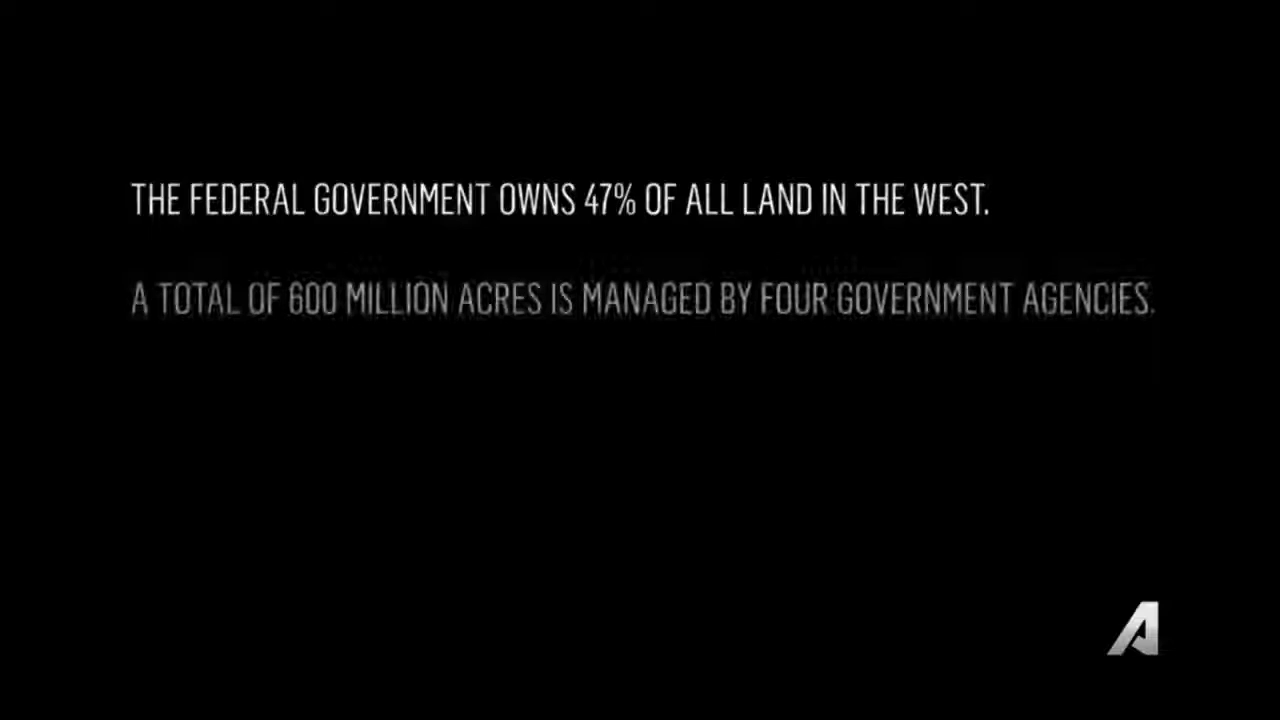 THE FEDERAL GOVERNMENT OWNS 47% OF ALL LAND IN THE WEST.
A TOTAL OF 600 MILLION ACRES IS MANAGED BY FOUR GOVERNMENT AGENCIES.
A